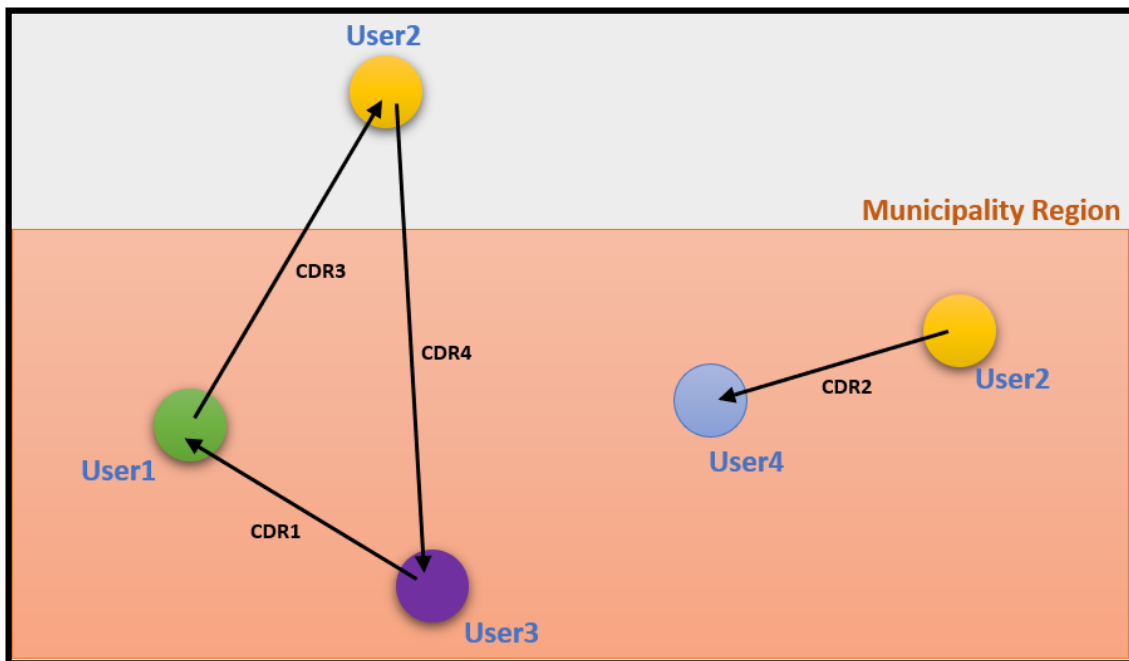 User2
Municipality Region
CDR3
CDR4
User2
CDR2
User4
User1
CDR1
User3